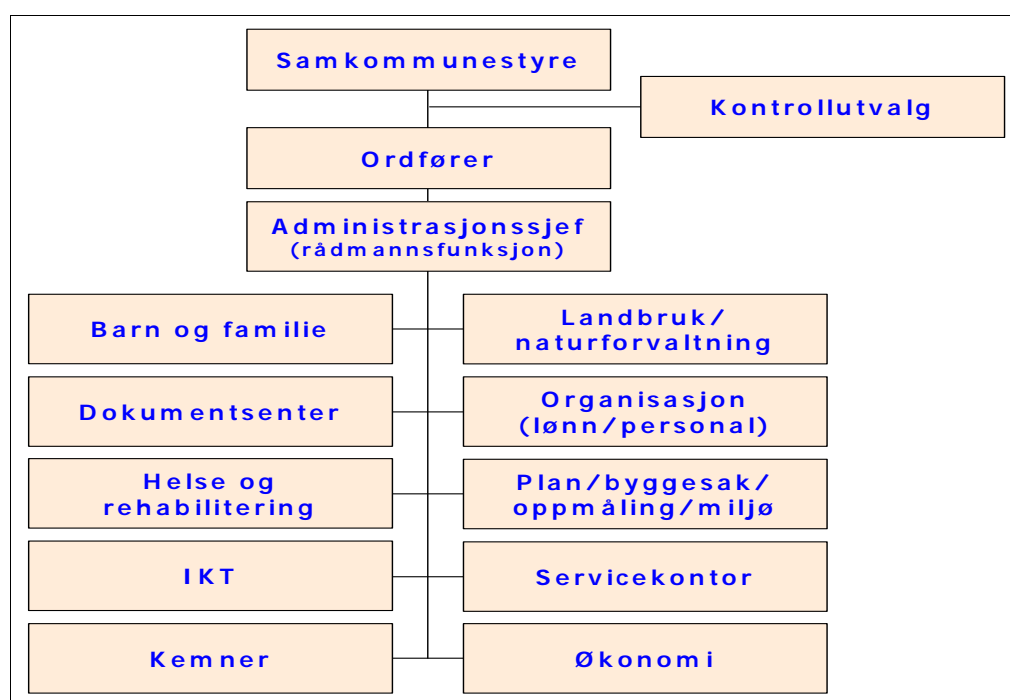 Samkommunestyre
Kontrollutvalg
Ordfører
Administrasjonssjef
(rådmannsfunksjon)
Barn og familie
Landbruk/
naturforvaltning
Dokumentsenter
Organisasjon
(lønn/personal)
Helse og
rehabilitering
Plan/byggesak/
oppmåling/miljø
IKT
Servicekontor
Kemner
Økonomi